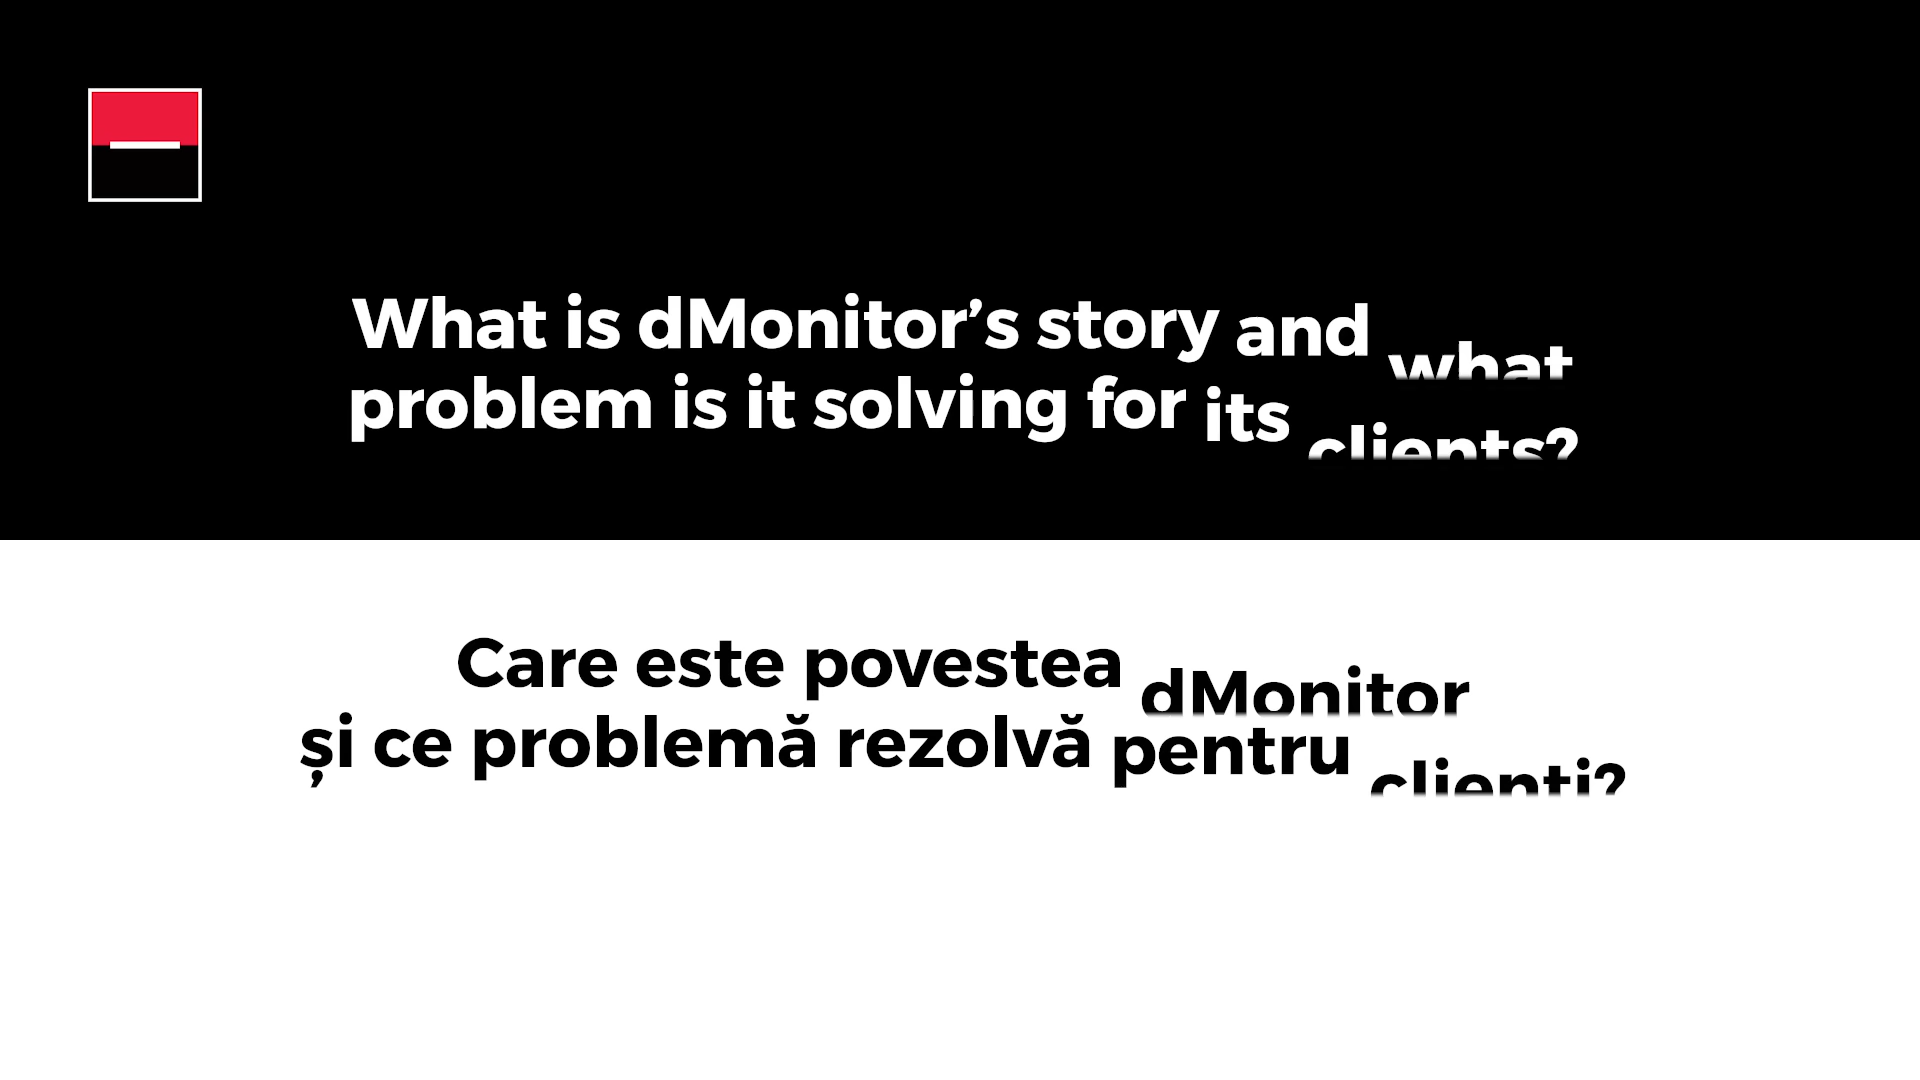 What is dMonitor’s story and what
problem is it solving for its clients?
Care este povestea dMonitor
și ce problemă rezolvă pentru clienți?